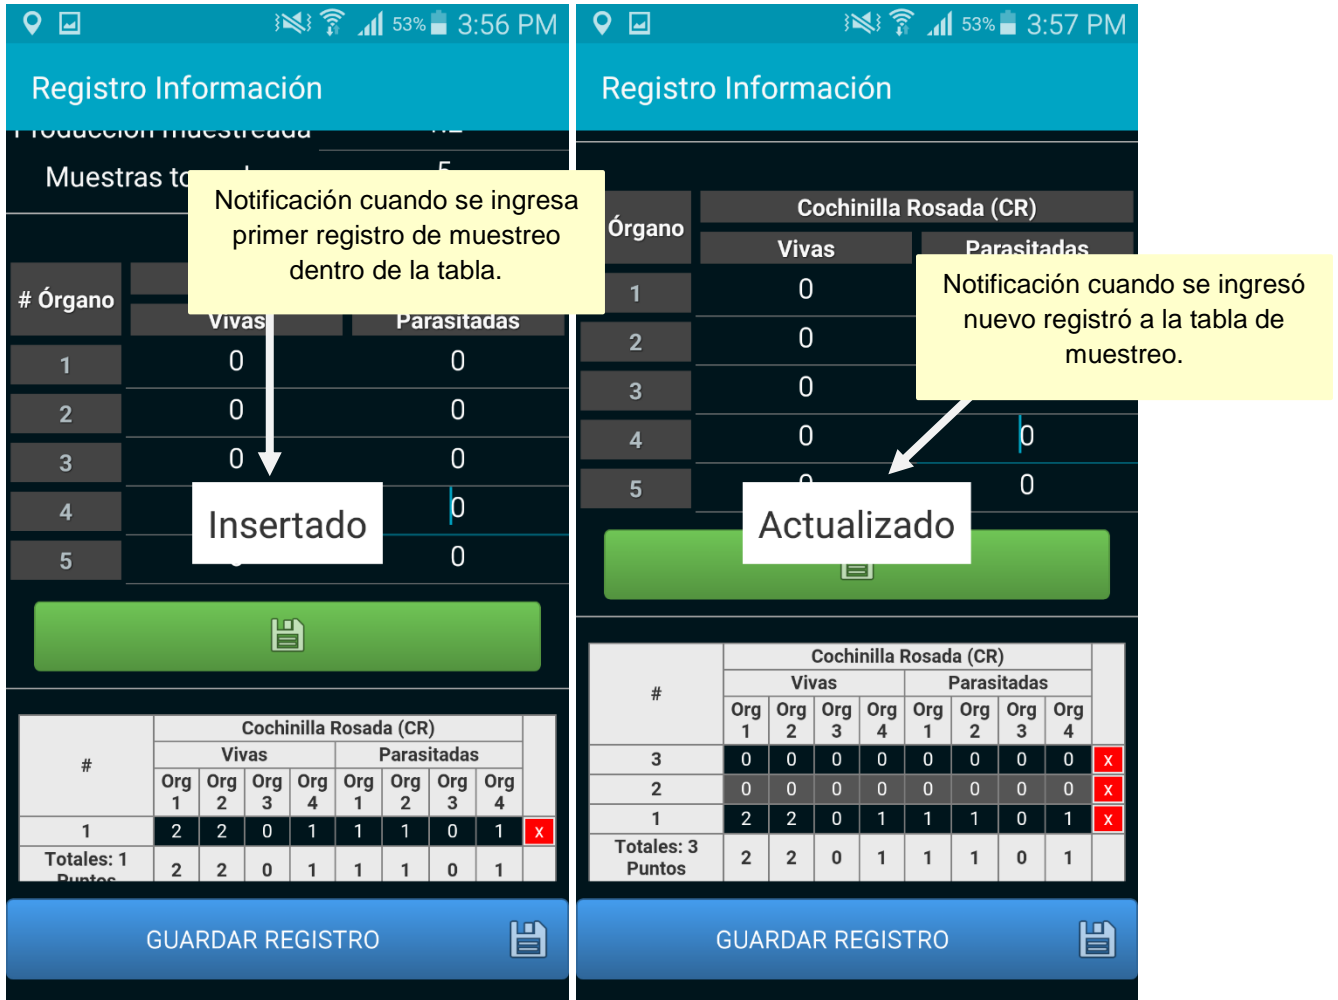 53% 3:56 PM
Registro Información
Producción muestreada
Muestras
Notificación cuando se ingresa
primer registro de muestreo
dentro de la tabla.
# Órgano
Vivas Parasitadas
1 0 0
2 0 0
3 0 0
4 0
5 0
Insertado
#
Cochinilla Rosada (CR)
Vivas Parasitadas
Org 1 Org 2 Org 3 Org 4 Org 1 Org 2 Org 3 Org 4
1 2 2 0 1 1 1 0 1 X
Totales: 1
Puntos 2 2 0 1 1 1 0 1
GUARDAR REGISTRO
53% 3:57 PM
Registro Información
Órgano
Cochinilla Rosada (CR)
Vivas Parasitadas
Notificación cuando se ingresó
nuevo registró a la tabla de
muestreo.
1 0
2 0
3 0
4 0 0
5 0
Actualizado
#
Cochinilla Rosada (CR)
Vivas Parasitadas
Org 1 Org 2 Org 3 Org 4 Org 1 Org 2 Org 3 Org 4
3 0 0 0 0 0 0 0 0 X
2 0 0 0 0 0 0 0 0 X
1 2 2 0 1 1 1 0 1 X
Totales: 3
Puntos 2 2 0 1 1 1 0 1
GUARDAR REGISTRO